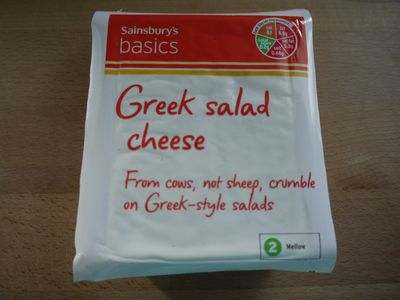 Sainsbury's
basics
Greek salad
cheese
From cows, not sheep, crumble
on Greek-style salads
2 Mellow